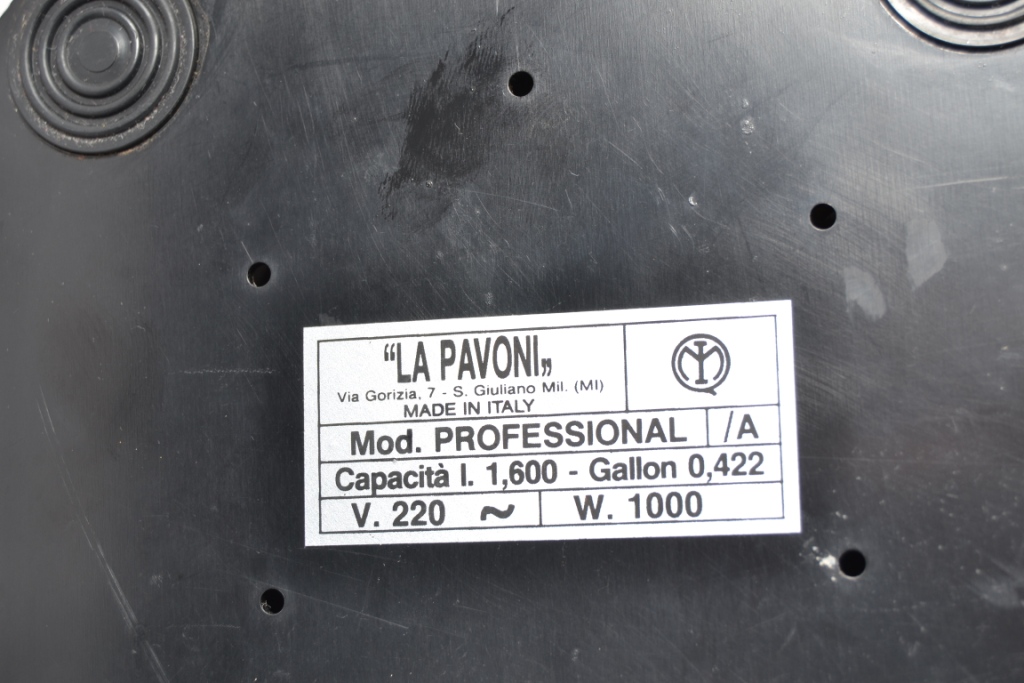 “LA PAVONI„
Via Gorizia, 7 - S. Giuliano Mil. (MI)
MADE IN ITALY
IMQ
Mod. PROFESSIONAL /A
Capacità l. 1,600 - Gallon 0,422
V. 220 ~ W. 1000